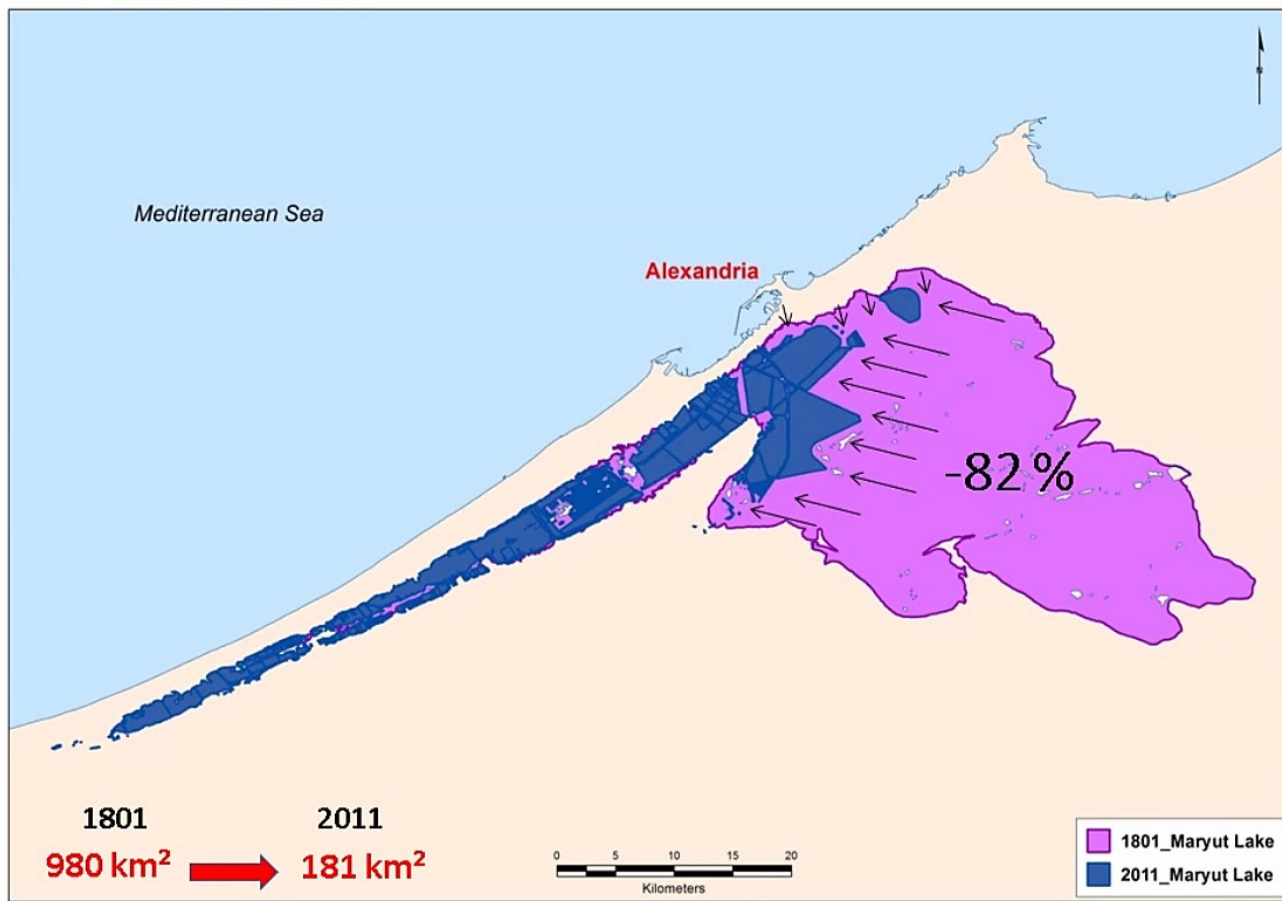 Mediterranean Sea
Alexandria
-82 %
1801
2011
980 km²
181 km²
0 5 10 15 20
Kilometers
1801_Maryut Lake
2011_Maryut Lake